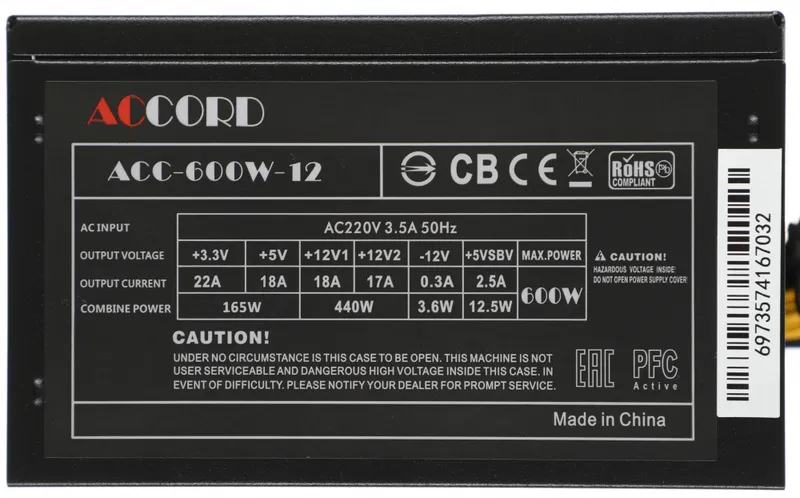 ACCORD
ACC-600W-12
CB CE RoHS Pb
COMPLIANT
AC INPUT AC220V 3.5A 50Hz
OUTPUT VOLTAGE +3.3V +5V +12V1 +12V2 -12V +5VSBV MAX.POWER
OUTPUT CURRENT 22A 18A 18A 17A 0.3A 2.5A 600W
COMBINE POWER 165W 440W 3.6W 12.5W
CAUTION!
HAZARDOUS VOLTAGE INSIDE!
DO NOT OPEN POWER SUPPLY COVER!
CAUTION!
UNDER NO CIRCUMSTANCE IS THIS CASE TO BE OPEN. THIS MACHINE IS NOT
USER SERVICEABLE AND DANGEROUS HIGH VOLTAGE INSIDE THIS CASE. IN
EVENT OF DIFFICULTY. PLEASE NOTIFY YOUR DEALER FOR PROMPT SERVICE.
EAC PFC
Active
Made in China
6973574167032